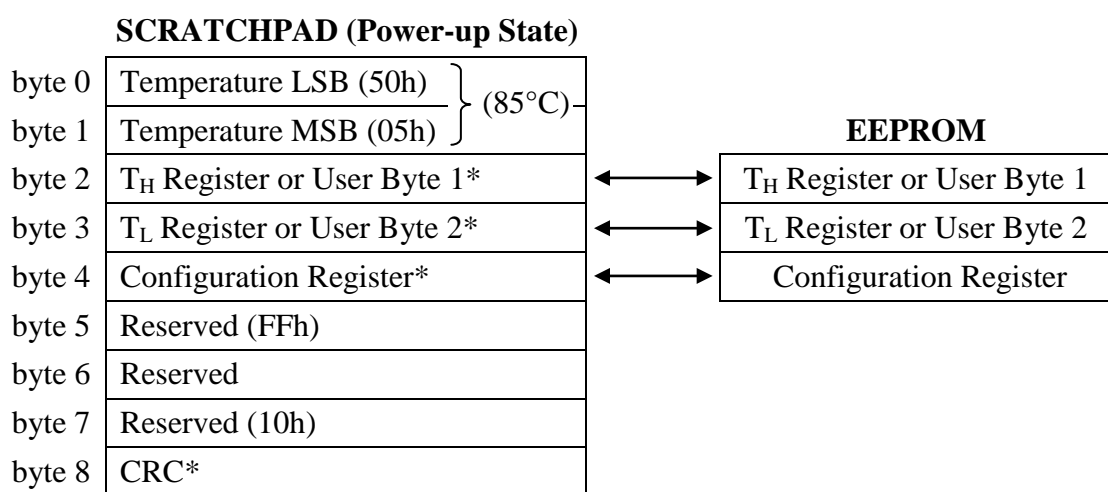 SCRATCHPAD (Power-up State)
byte 0 Temperature LSB (50h)
(85°C)
byte 1 Temperature MSB (05h)
EEPROM
byte 2 TH Register or User Byte 1* TH Register or User Byte 1
byte 3 TL Register or User Byte 2* TL Register or User Byte 2
byte 4 Configuration Register* Configuration Register
byte 5 Reserved (FFh)
byte 6 Reserved
byte 7 Reserved (10h)
byte 8 CRC*